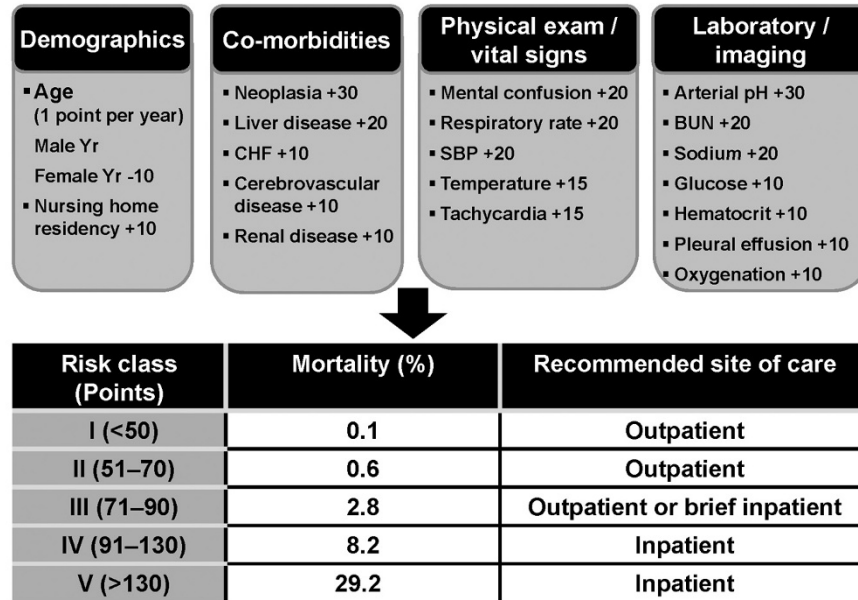 Demographics
▪ Age
(1 point per year)
Male Yr
Female Yr -10
▪ Nursing home
residency +10
Co-morbidities
▪ Neoplasia +30
▪ Liver disease +20
▪ CHF +10
▪ Cerebrovascular
disease +10
▪ Renal disease +10
Physical exam /
vital signs
▪ Mental confusion +20
▪ Respiratory rate +20
▪ SBP +20
▪ Temperature +15
▪ Tachycardia +15
Laboratory /
imaging
▪ Arterial pH +30
▪ BUN +20
▪ Sodium +20
▪ Glucose +10
▪ Hematocrit +10
▪ Pleural effusion +10
▪ Oxygenation +10
Risk class
(Points)
Mortality (%)
Recommended site of care
I (<50)
0.1
Outpatient
II (51–70)
0.6
Outpatient
III (71–90)
2.8
Outpatient or brief inpatient
IV (91–130)
8.2
Inpatient
V (>130)
29.2
Inpatient